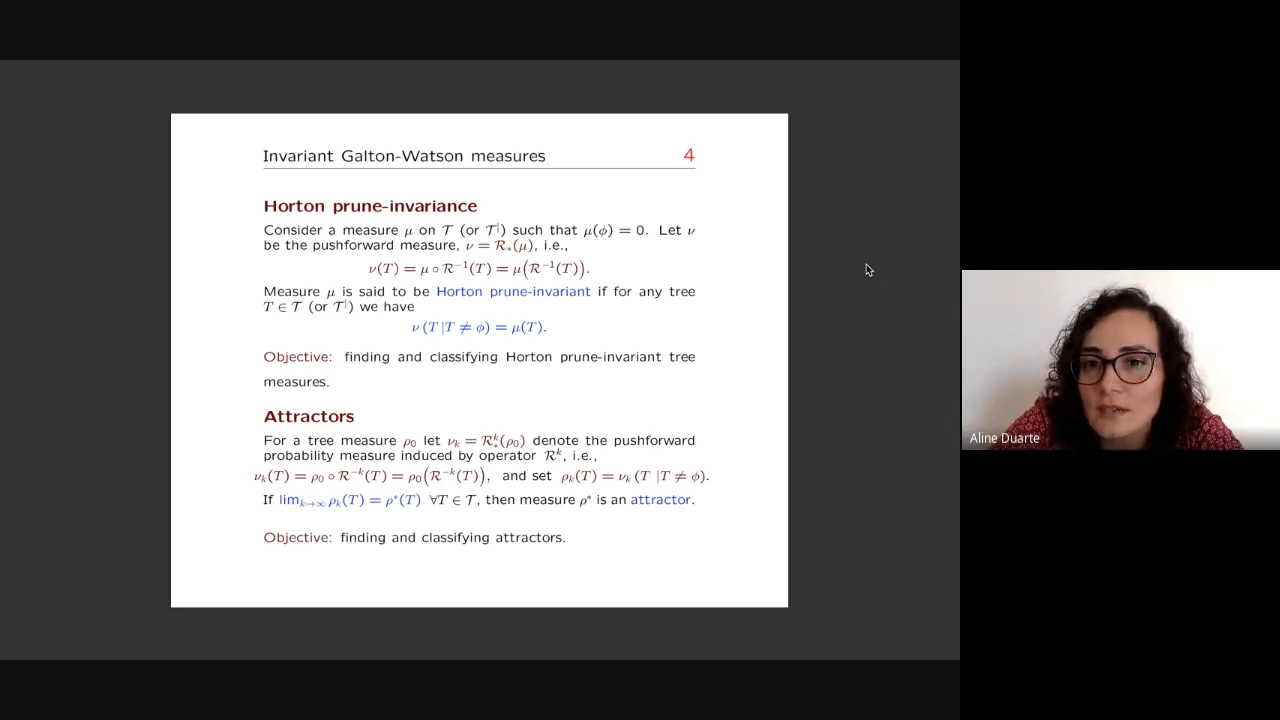 Invariant Galton-Watson measures 4
Horton prune-invariance
Consider a measure μ on 𝒯 (or 𝒯^|) such that μ(ϕ) = 0. Let ν
be the pushforward measure, ν = ℛ_*(μ), i.e.,
ν(T) = μ ∘ ℛ^{-1}(T) = μ(ℛ^{-1}(T)).
Measure μ is said to be Horton prune-invariant if for any tree
T ∈ 𝒯 (or 𝒯^|) we have
ν (T |T ≠ ϕ) = μ(T).
Objective: finding and classifying Horton prune-invariant tree
measures.
Attractors
For a tree measure ρ_0 let ν_k = ℛ_*^k(ρ_0) denote the pushforward
probability measure induced by operator ℛ^k, i.e.,
ν_k(T) = ρ_0 ∘ ℛ^{-k}(T) = ρ_0(ℛ^{-k}(T)), and set ρ_k(T) = ν_k (T |T ≠ ϕ).
If lim_{k→∞} ρ_k(T) = ρ^*(T) ∀T ∈ 𝒯, then measure ρ^* is an attractor.
Objective: finding and classifying attractors.
Aline Duarte